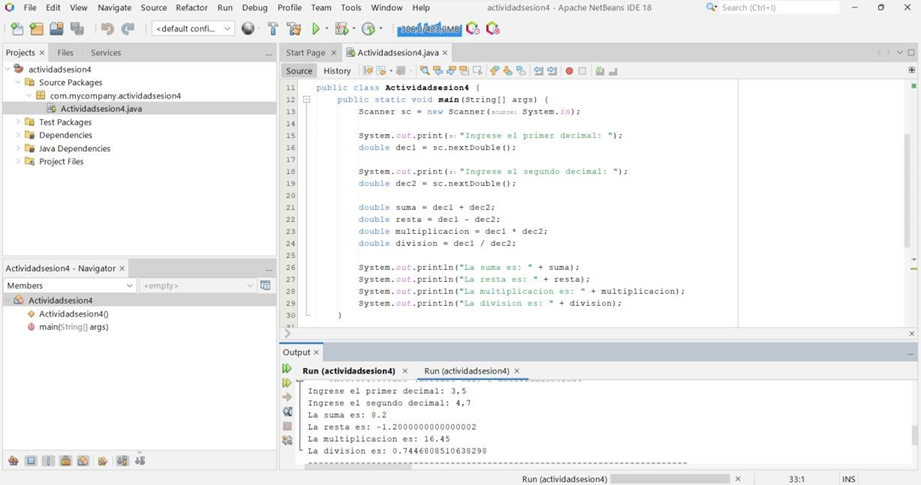 File Edit View Navigate Source Refactor Run Debug Profile Team Tools Window Help
actividadsesion4 - Apache NetBeans IDE 18
Search (Ctrl+I)
<default confi...
Projects
Files
Services
actividadsesion4
Source Packages
com.mycompany.actividadsesion4
Actividadsesion4.java
Test Packages
Dependencies
Java Dependencies
Project Files
Actividadsesion4 - Navigator
Members
<empty>
Actividadsesion4
Actividadsesion4()
main(String[] args)
Start Page
Actividadsesion4.java
Source
History
11 public class Actividadsesion4 {
12 public static void main(String[] args) {
13 Scanner sc = new Scanner(source: System.in);
14
15 System.out.print(s: "Ingrese el primer decimal: ");
16 double dec1 = sc.nextDouble();
17
18 System.out.print(s: "Ingrese el segundo decimal: ");
19 double dec2 = sc.nextDouble();
20
21 double suma = dec1 + dec2;
22 double resta = dec1 - dec2;
23 double multiplicacion = dec1 * dec2;
24 double division = dec1 / dec2;
25
26 System.out.println("La suma es: " + suma);
27 System.out.println("La resta es: " + resta);
28 System.out.println("La multiplicacion es: " + multiplicacion);
29 System.out.println("La division es: " + division);
30 }
Output
Run (actividadsesion4)
Run (actividadsesion4)
Ingrese el primer decimal: 3,5
Ingrese el segundo decimal: 4,7
La suma es: 8.2
La resta es: -1.2000000000000002
La multiplicacion es: 16.45
La division es: 0.7446808510638298
------------------------------------------------------------------------
Run (actividadsesion4)
33:1
INS